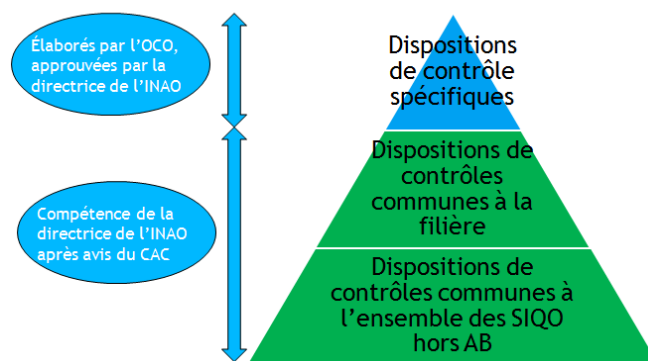 Élaborés par l'OCO,
approuvées par la
directrice de l'INAO
Compétence de la
directrice de l'INAO
après avis du CAC
Dispositions
de contrôle
spécifiques
Dispositions de
contrôles
communes à la
filière
Dispositions de
contrôles communes à
l'ensemble des SIQO
hors AB